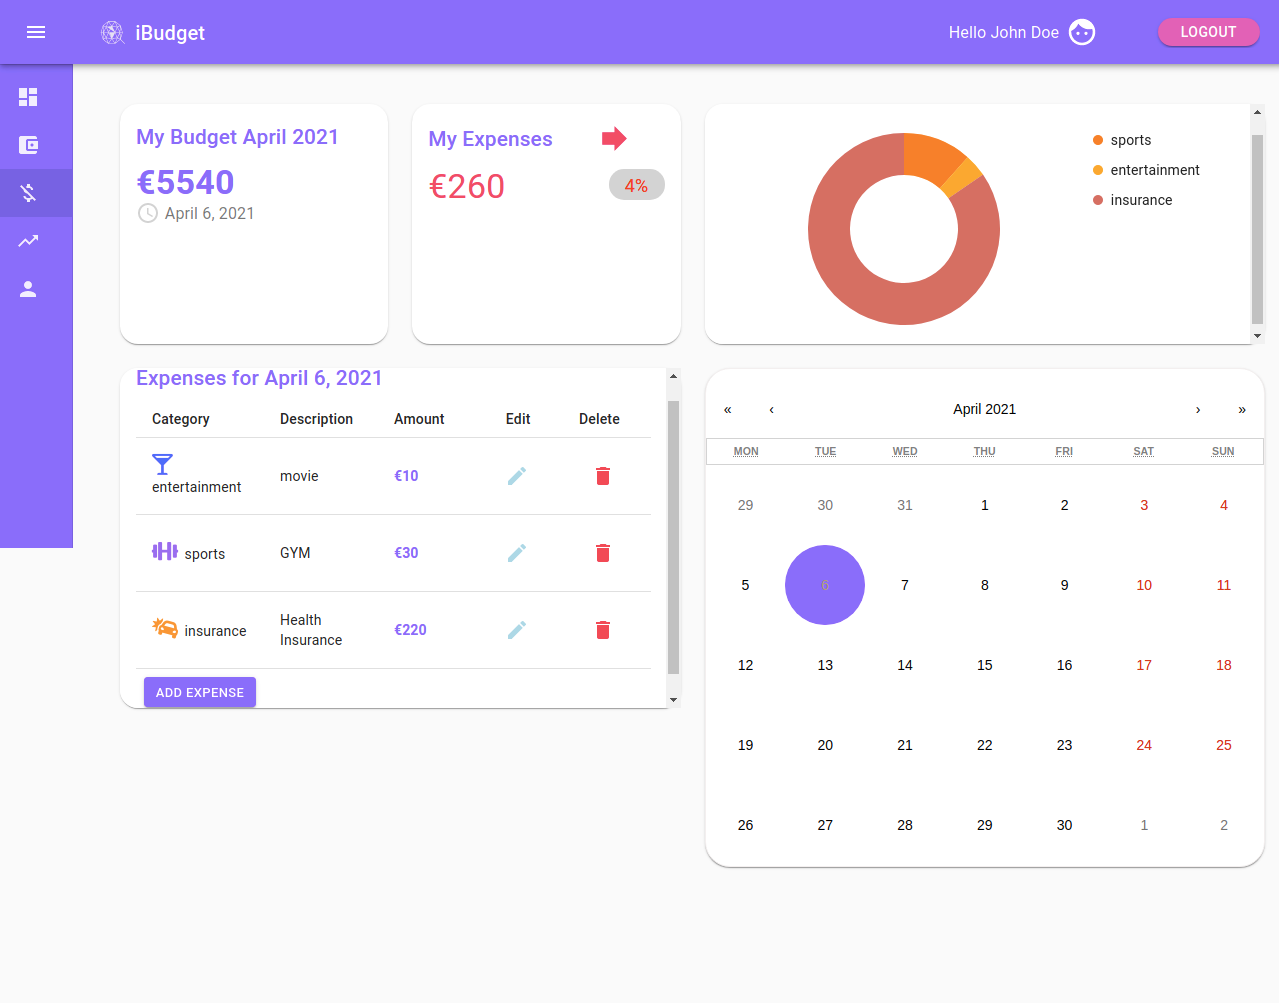 iBudget
Hello John Doe
LOGOUT
My Budget April 2021
€5540
April 6, 2021
My Expenses
€260
4%
sports
entertainment
insurance
Expenses for April 6, 2021
Category Description Amount Edit Delete
entertainment movie €10
sports GYM €30
insurance Health Insurance €220
ADD EXPENSE
« ‹ April 2021 › »
MON TUE WED THU FRI SAT SUN
29 30 31 1 2 3 4
5 6 7 8 9 10 11
12 13 14 15 16 17 18
19 20 21 22 23 24 25
26 27 28 29 30 1 2